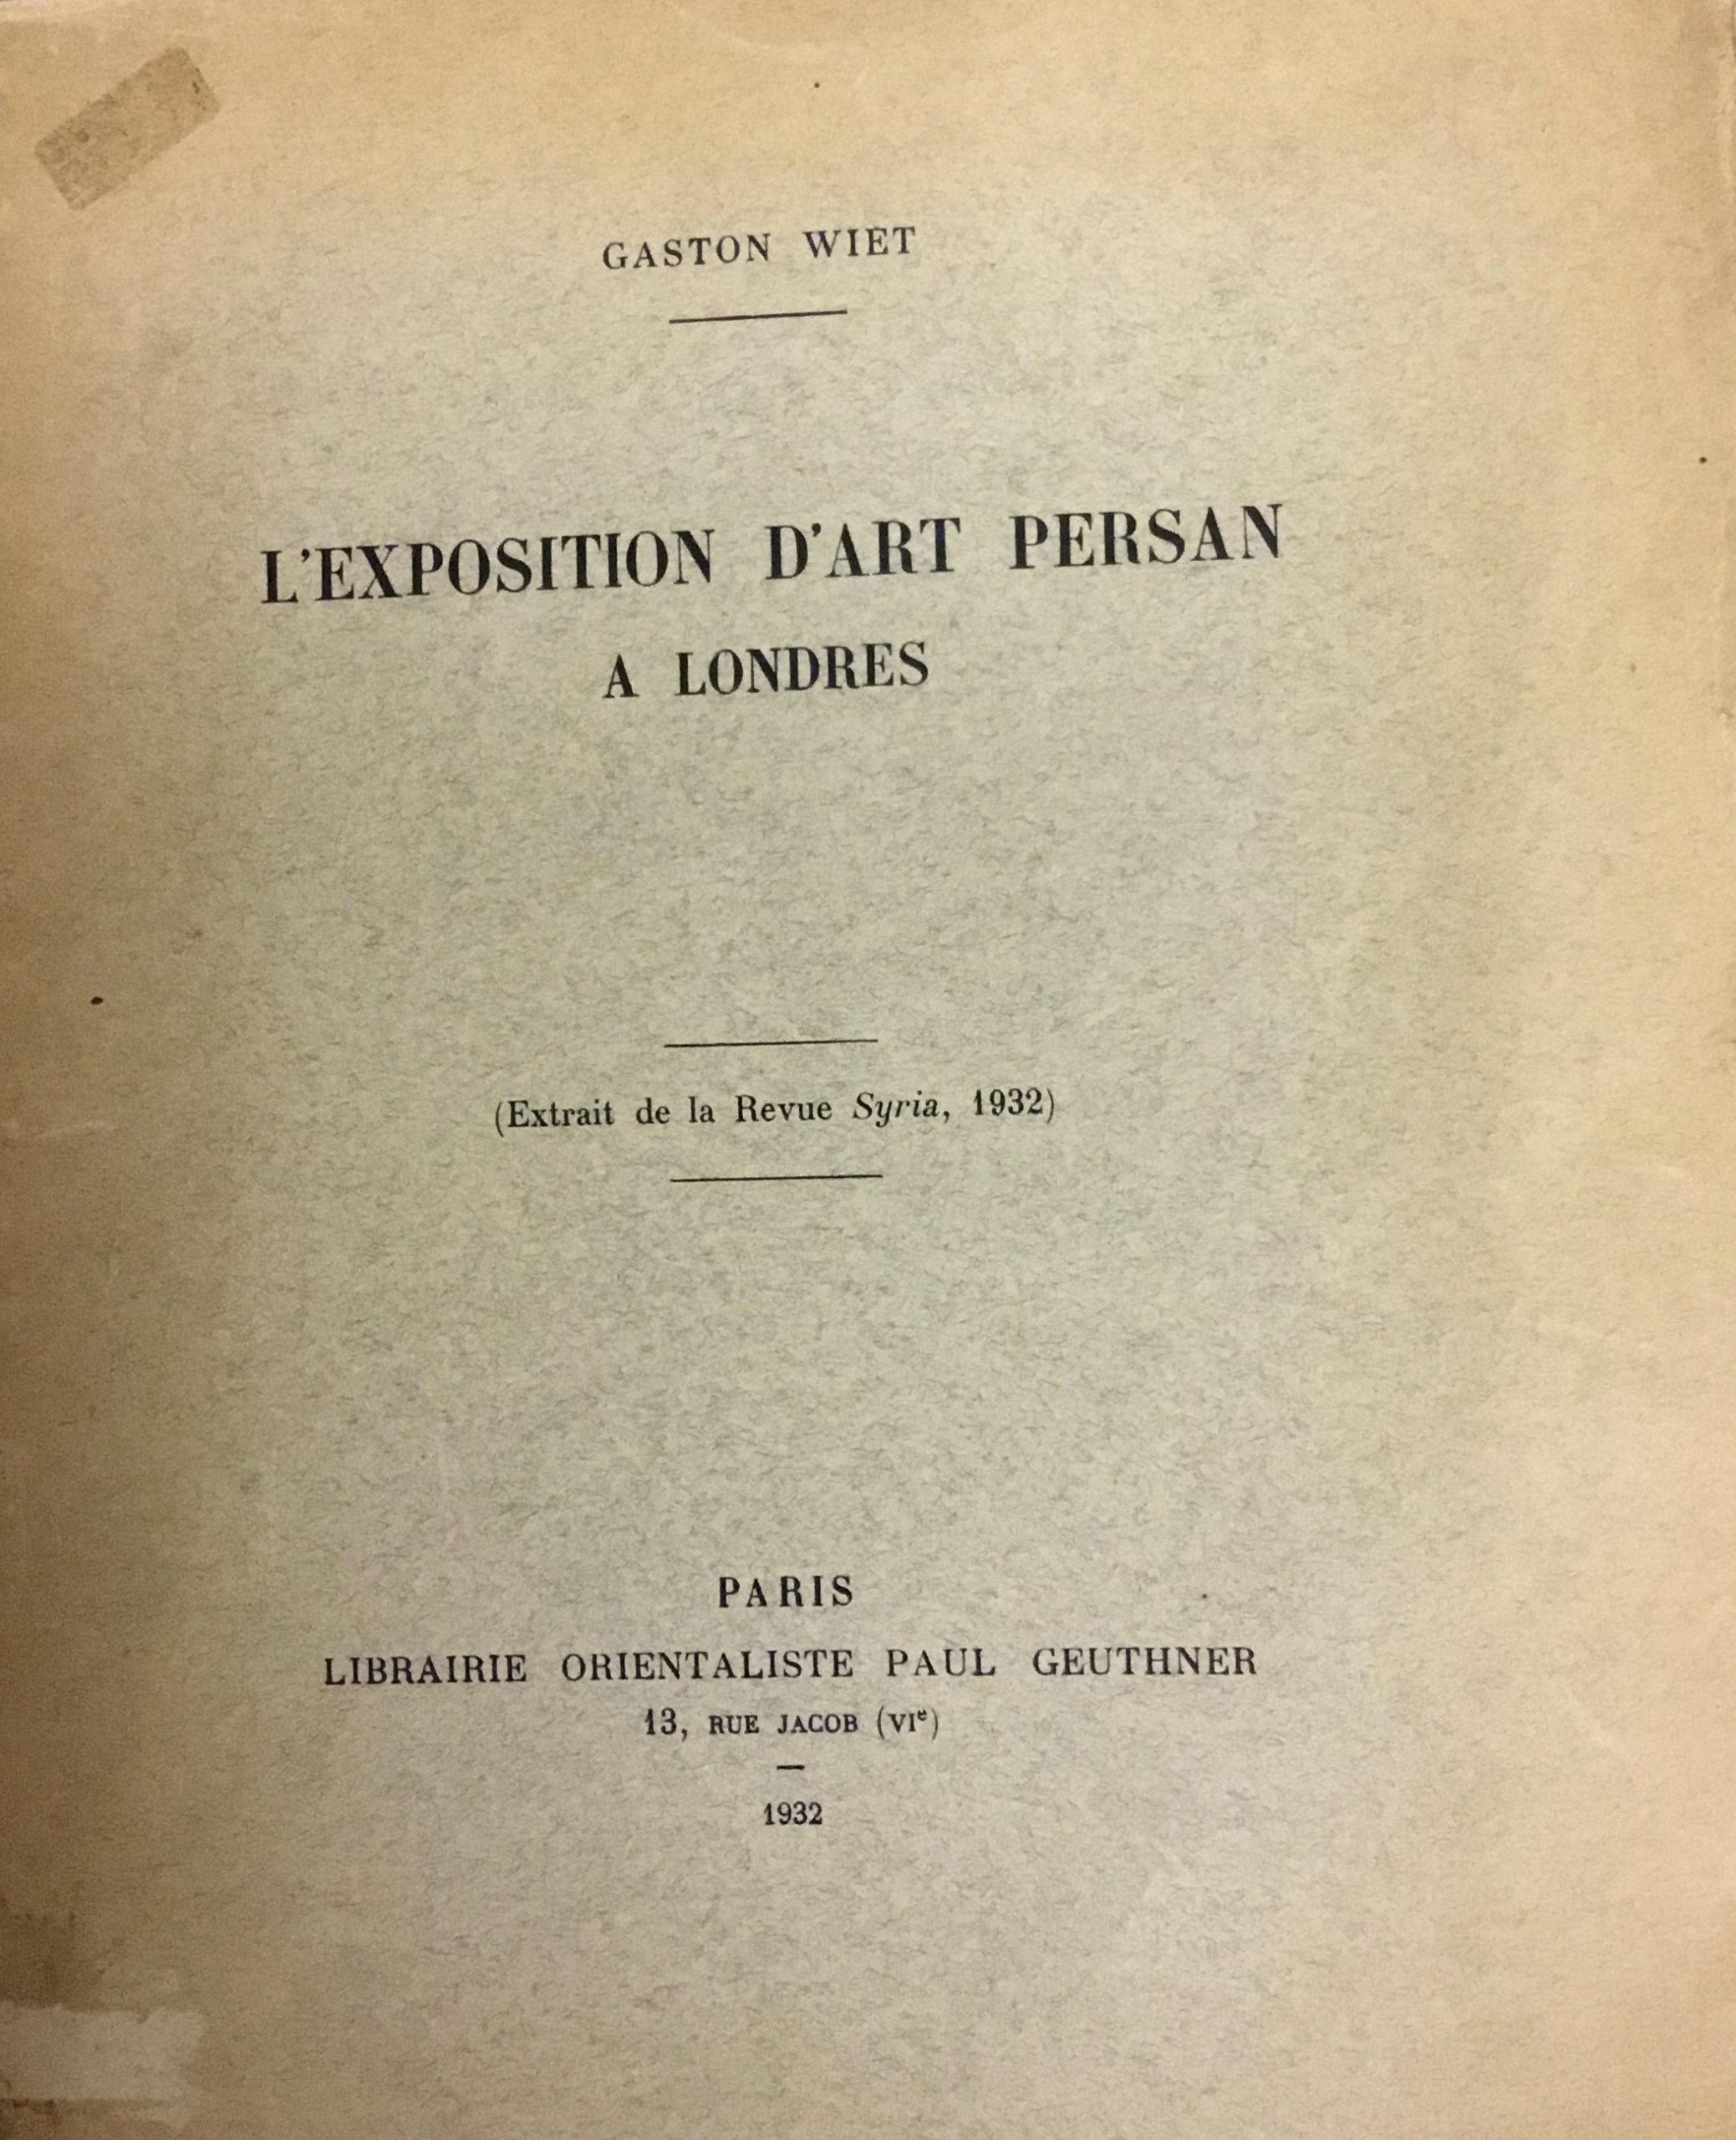 GASTON WIET
L'EXPOSITION D'ART PERSAN
A LONDRES
(Extrait de la Revue Syria, 1932)
PARIS
LIBRAIRIE ORIENTALISTE PAUL GEUTHNER
13, RUE JACOB (VIe)
1932